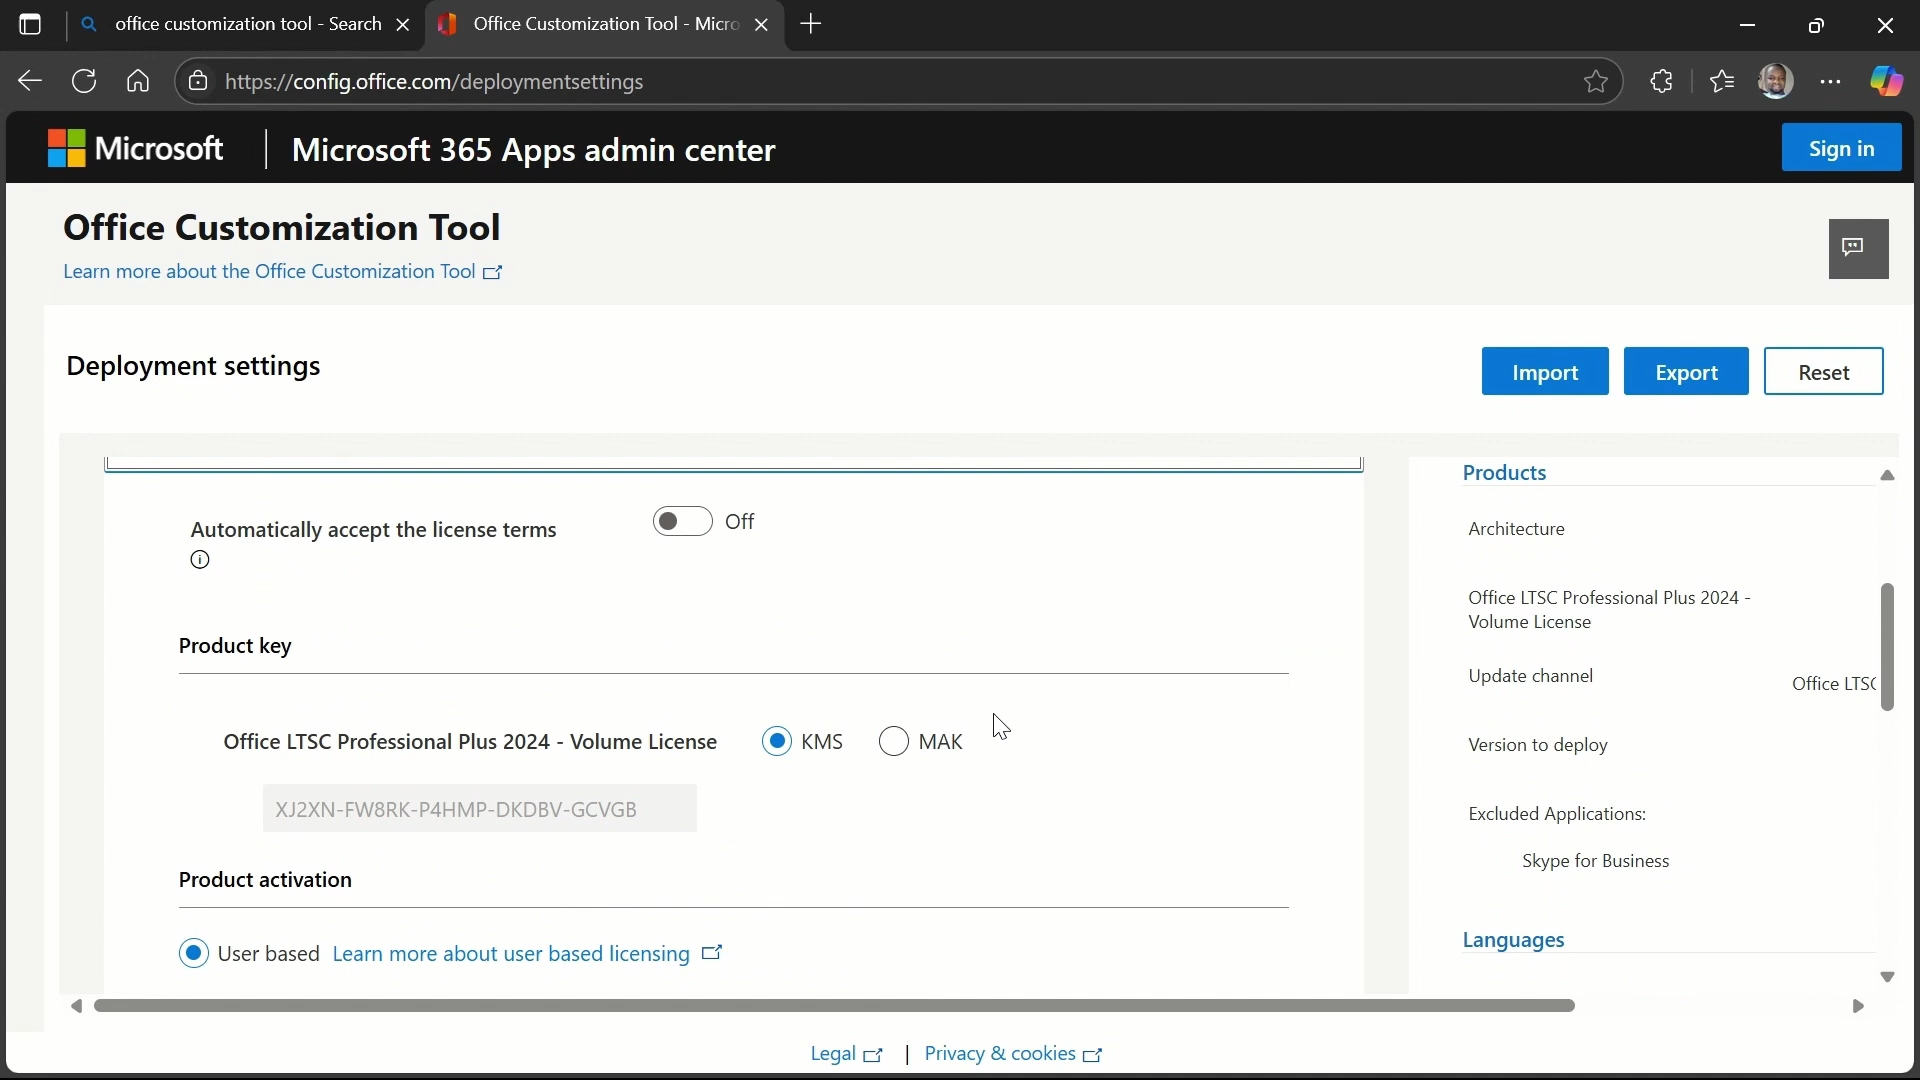 office customization tool - Search
Office Customization Tool - Micro
https://config.office.com/deploymentsettings
Microsoft
Microsoft 365 Apps admin center
Sign in
Office Customization Tool
Learn more about the Office Customization Tool
Deployment settings
Import
Export
Reset
Automatically accept the license terms
Off
Product key
Office LTSC Professional Plus 2024 - Volume License
KMS
MAK
XJ2XN-FW8RK-P4HMP-DKDBV-GCVGB
Product activation
User based Learn more about user based licensing
Products
Architecture
Office LTSC Professional Plus 2024 -
Volume License
Update channel
Office LTSC
Version to deploy
Excluded Applications:
Skype for Business
Languages
Legal | Privacy & cookies